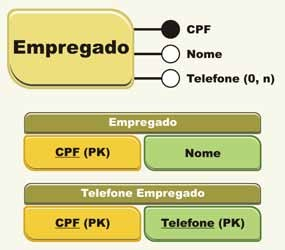 Empregado
CPF
Nome
Telefone (0, n)
Empregado
CPF (PK) Nome
Telefone Empregado
CPF (PK) Telefone (PK)